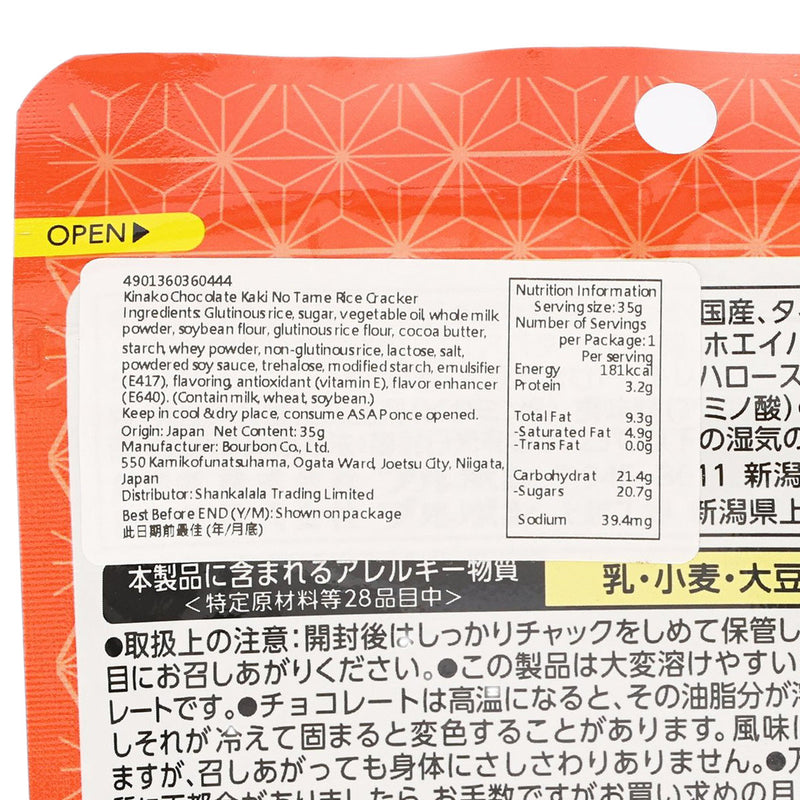 OPEN▶
4901360360444
Kinako Chocolate Kaki No Tame Rice Cracker
Ingredients: Glutinous rice, sugar, vegetable oil, whole milk
powder, soybean flour, glutinous rice flour, cocoa butter,
starch, whey powder, non-glutinous rice, lactose, salt,
powdered soy sauce, trehalose, modified starch, emulsifier
(E417), flavoring, antioxidant (vitamin E), flavor enhancer
(E640). (Contain milk, wheat, soybean.)
Keep in cool & dry place, consume ASAP once opened.
Origin: Japan Net Content: 35g
Manufacturer: Bourbon Co., Ltd.
550 Kamikofunatsuhama, Ogata Ward, Joetsu City, Niigata,
Japan
Distributor: Shankalala Trading Limited
Best Before END (Y/M): Shown on package
此日期前最佳 (年/月底)
Nutrition Information
Serving size: 35g
Number of Servings
per Package: 1
Per serving
Energy 181kcal
Protein 3.2g
Total Fat 9.3g
-Saturated Fat 4.9g
-Trans Fat 0.0g
Carbohydrat 21.4g
-Sugars 20.7g
Sodium 39.4mg
国産、タ
ホエイパ
ハロース
ミノ酸)
の湿気の
11 新潟
新潟県上
本製品に含まれるアレルギー物質
<特定原材料等28品目中>
乳・小麦・大豆
●取扱上の注意:開封後はしっかりチャックをしめて保管し
目にお召しあがりください。●この製品は大変溶けやすい
レートです。●チョコレートは高温になると、その油脂分が
しそれが冷えて固まると変色することがあります。風味は
ますが、召しあがっても身体にさしさわりありません。●
お手数ですがお買い求めの月